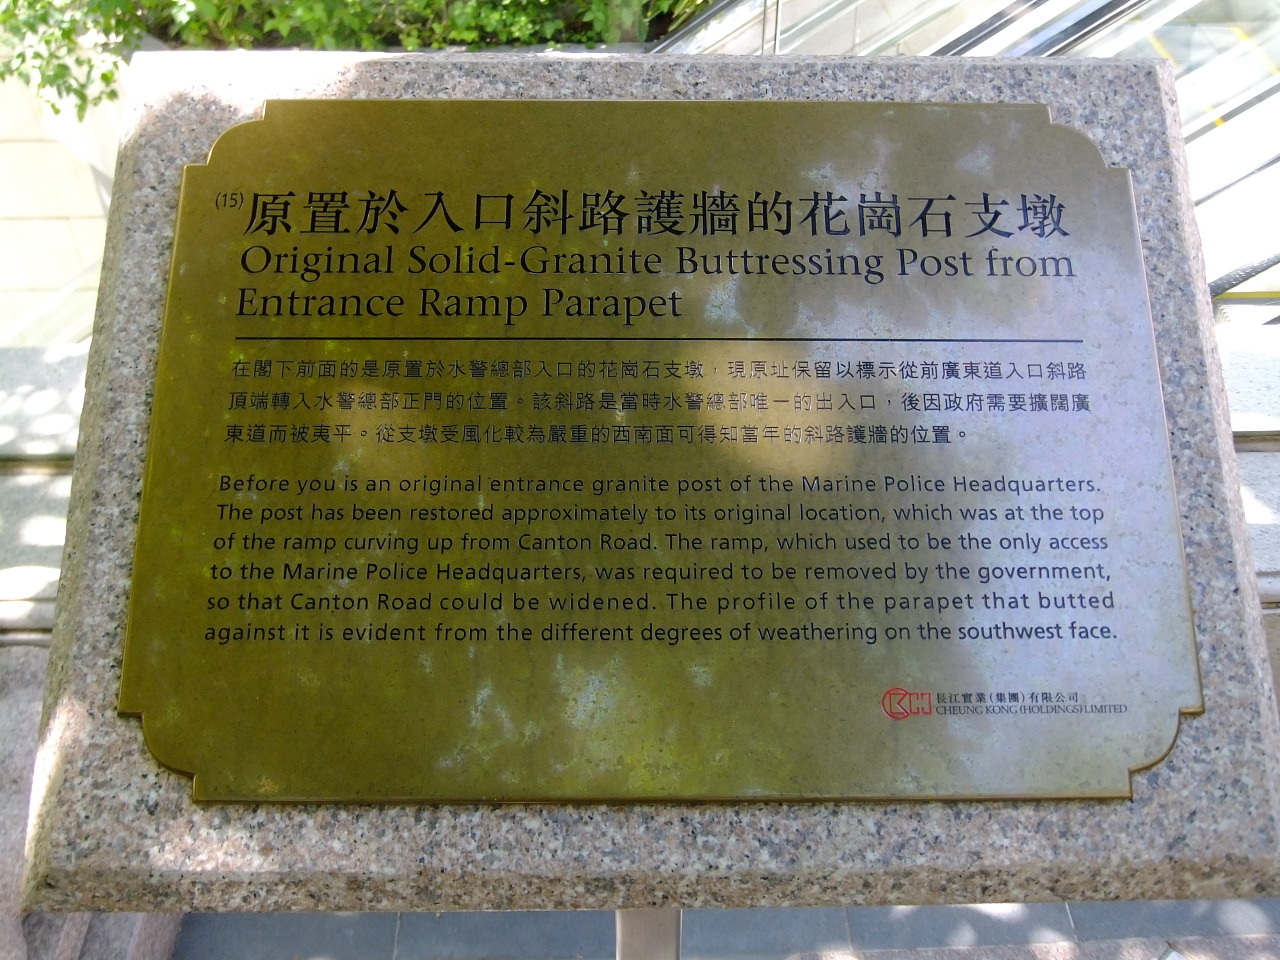 (15) 原置於入口斜路護牆的花崗石支墩
Original Solid-Granite Buttressing Post from
Entrance Ramp Parapet
在閣下前面的是原置於水警總部入口的花崗石支墩，現原址保留以標示從前廣東道入口斜路
頂端轉入水警總部正門的位置。該斜路是當時水警總部唯一的出入口，後因政府需要擴闊廣
東道而被夷平。從支墩受風化較為嚴重的西南面可得知當年的斜路護牆的位置。
Before you is an original entrance granite post of the Marine Police Headquarters.
The post has been restored approximately to its original location, which was at the top
of the ramp curving up from Canton Road. The ramp, which used to be the only access
to the Marine Police Headquarters, was required to be removed by the government,
so that Canton Road could be widened. The profile of the parapet that butted
against it is evident from the different degrees of weathering on the southwest face.
長江實業(集團)有限公司
CHEUNG KONG (HOLDINGS) LIMITED